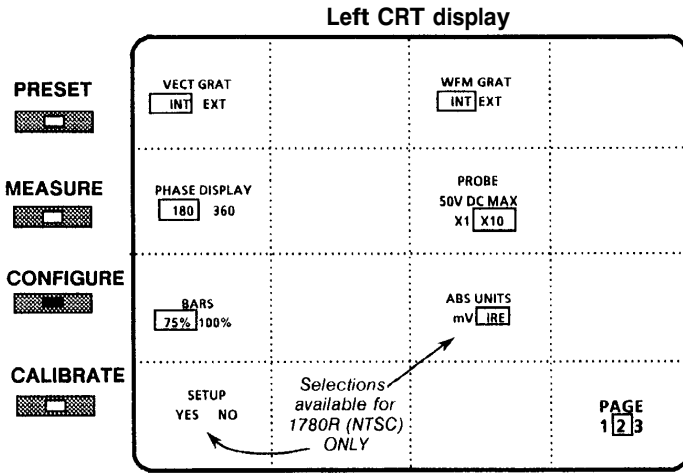 Left CRT display
PRESET
VECT GRAT
INT EXT
WFM GRAT
INT EXT
MEASURE
PHASE DISPLAY
180 360
PROBE
50V DC MAX
X1 X10
CONFIGURE
BARS
75% 100%
ABS UNITS
mV IRE
CALIBRATE
SETUP
YES NO
Selections
available for
1780R (NTSC)
ONLY
PAGE
1 2 3